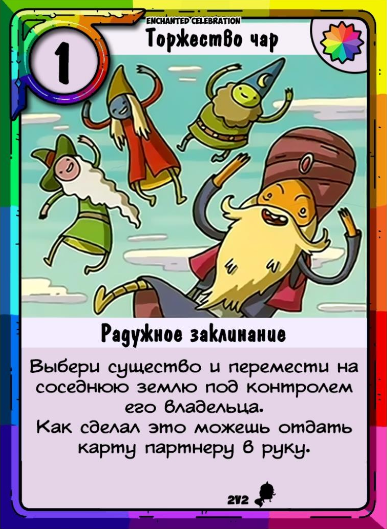 ENCHANTED CELEBRATION
1
Торжество чар
Радужное заклинание
Выбери существо и перемести на
соседнюю землю под контролем
его владельца.
Как сделал это можешь отдать
карту партнеру в руку.
2V2